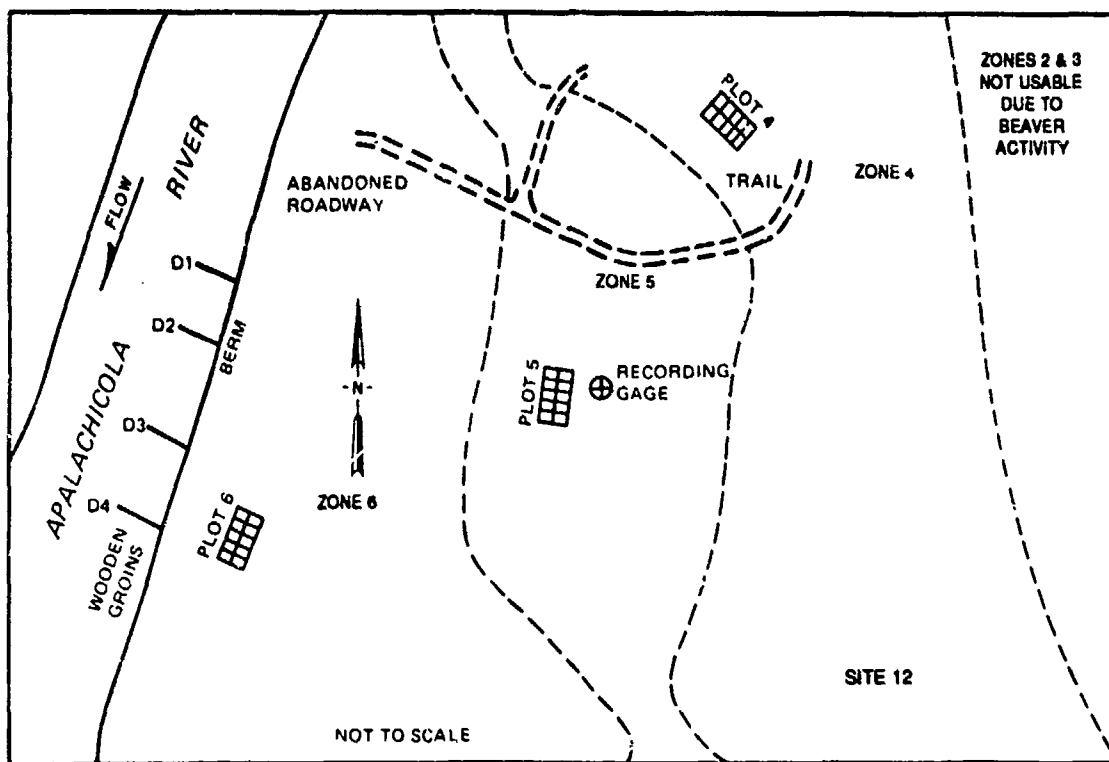 ZONES 2 & 3
NOT USABLE
DUE TO
BEAVER
ACTIVITY
PLOT 4
RIVER
FLOW
ABANDONED
ROADWAY
TRAIL
ZONE 4
D1
ZONE 5
D2
BERM
N
PLOT 5
RECORDING
GAGE
D3
APALACHICOLA
D4
PLOT 6
ZONE 6
WOODEN
GROINS
SITE 12
NOT TO SCALE